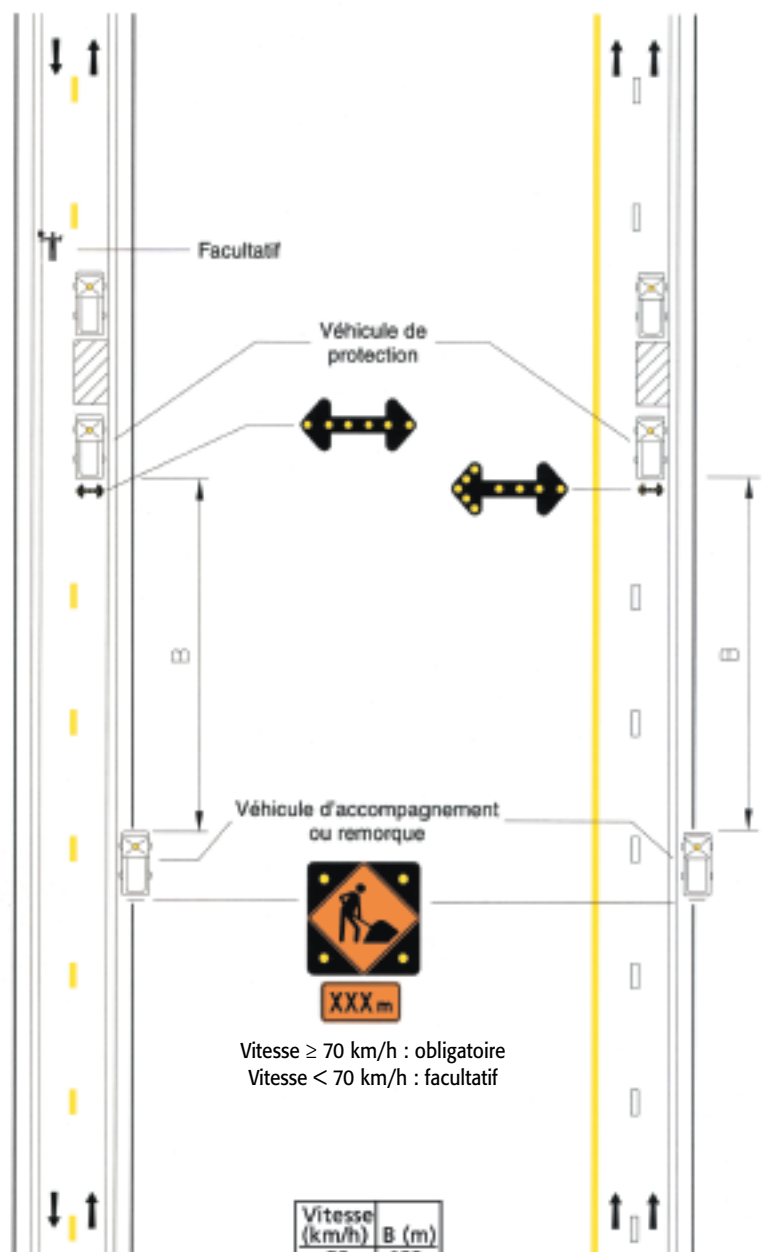 Facultatif
Véhicule de
protection
B
B
Véhicule d'accompagnement
ou remorque
XXX m
Vitesse ≥ 70 km/h : obligatoire
Vitesse < 70 km/h : facultatif
Vitesse
(km/h) B (m)